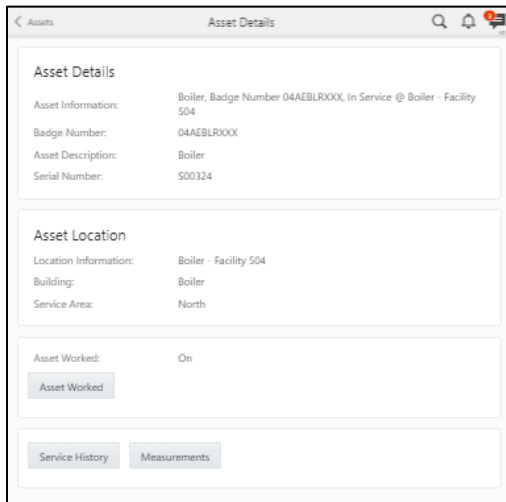 Assets
Asset Details
Asset Details
Asset Information:
Boiler, Badge Number 04AEBLRXXX, In Service @ Boiler - Facility
S04
Badge Number:
04AEBLRXXX
Asset Description:
Boiler
Serial Number:
S00324
Asset Location
Location Information:
Boiler - Facility S04
Building:
Boiler
Service Area:
North
Asset Worked:
On
Asset Worked
Service History
Measurements